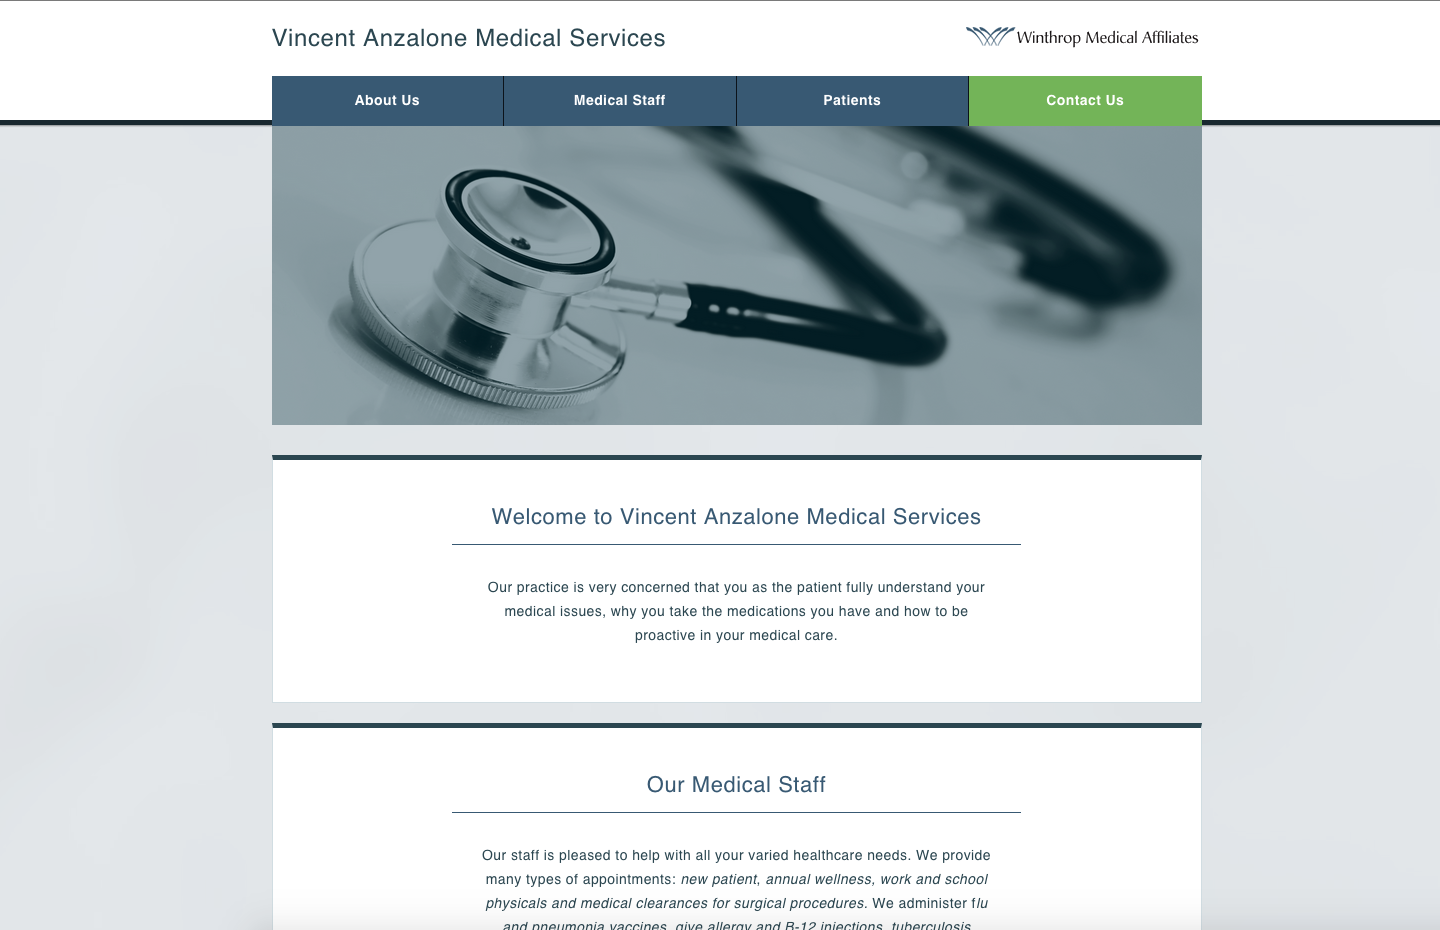 Vincent Anzalone Medical Services
Winthrop Medical Affiliates
About Us
Medical Staff
Patients
Contact Us
Welcome to Vincent Anzalone Medical Services
Our practice is very concerned that you as the patient fully understand your
medical issues, why you take the medications you have and how to be
proactive in your medical care.
Our Medical Staff
Our staff is pleased to help with all your varied healthcare needs. We provide
many types of appointments: new patient, annual wellness, work and school
physicals and medical clearances for surgical procedures. We administer flu
and pneumonia vaccines, give allergy and B-12 injections, tuberculosis